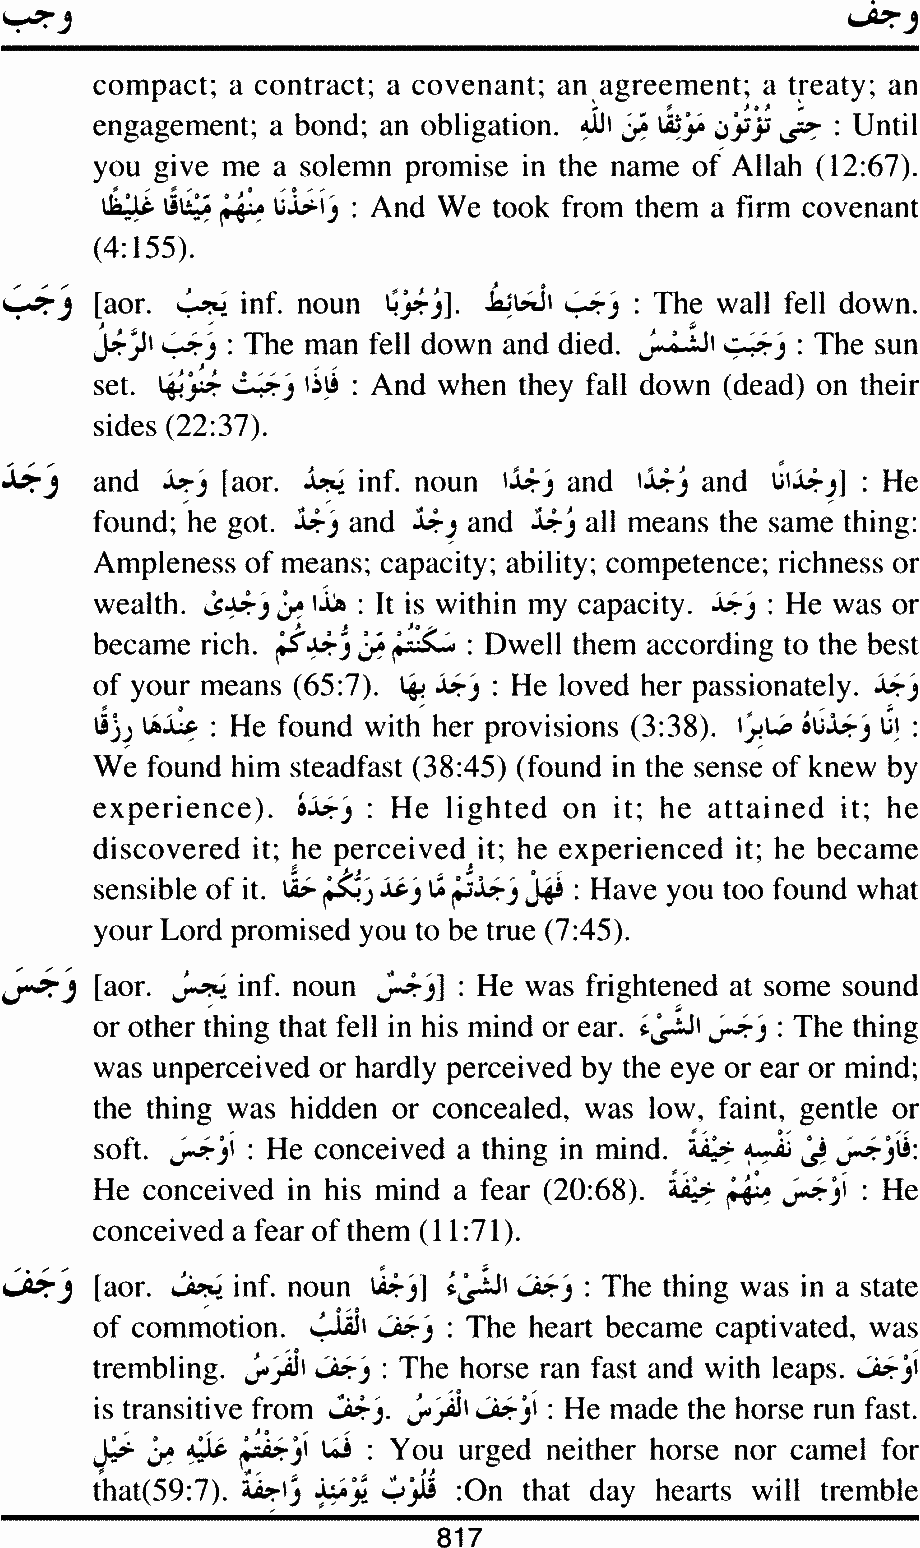 وجب وجف
compact; a contract; a covenant; an agreement; a treaty; an
engagement; a bond; an obligation. حَتّٰى تُؤْتُوْنِ مَوْثِقًا مِّنَ اللّٰهِ : Until
you give me a solemn promise in the name of Allah (12:67).
وَاَخَذْنَا مِنْهُمْ مِّيْثَاقًا غَلِيْظًا : And We took from them a firm covenant
(4:155).
وَجَبَ [aor. يَجِبُ inf. noun وُجُوْبًا]. وَجَبَ الْحَائِطُ : The wall fell down.
وَجَبَ الرَّجُلُ : The man fell down and died. وَجَبَتِ الشَّمْسُ : The sun
set. فَاِذَا وَجَبَتْ جُنُوْبُهَا : And when they fall down (dead) on their
sides (22:37).
وَجَدَ and وَجِدَ [aor. يَجِدُ inf. noun وَجْدًا and وُجْدًا and وِجْدَانًا] : He
found; he got. وَجْدٌ and وِجْدٌ and وُجْدٌ all means the same thing:
Ampleness of means; capacity; ability; competence; richness or
wealth. هٰذَا مِنْ وَجْدِىْ : It is within my capacity. وَجَدَ : He was or
became rich. سَكَنْتُمْ مِّنْ وُّجْدِكُمْ : Dwell them according to the best
of your means (65:7). وَجَدَ بِهَا : He loved her passionately. وَجَدَ
عِنْدَهَا رِزْقًا : He found with her provisions (3:38). اِنَّا وَجَدْنَاهُ صَابِرًا :
We found him steadfast (38:45) (found in the sense of knew by
experience). وَجَدَهُ : He lighted on it; he attained it; he
discovered it; he perceived it; he experienced it; he became
sensible of it. فَهَلْ وَجَدْتُّمْ مَّا وَعَدَ رَبُّكُمْ حَقًّا : Have you too found what
your Lord promised you to be true (7:45).
وَجَسَ [aor. يَجِسُ inf. noun وَجْسٌ] : He was frightened at some sound
or other thing that fell in his mind or ear. وَجَسَ الشَّىْءُ : The thing
was unperceived or hardly perceived by the eye or ear or mind;
the thing was hidden or concealed, was low, faint, gentle or
soft. اَوْجَسَ : He conceived a thing in mind. فَاَوْجَسَ فِىْ نَفْسِهٖ خِيْفَةً:
He conceived in his mind a fear (20:68). اَوْجَسَ مِنْهُمْ خِيْفَةً : He
conceived a fear of them (11:71).
وَجَفَ [aor. يَجِفُ inf. noun وَجْفًا] وَجَفَ الشَّىْءُ : The thing was in a state
of commotion. وَجَفَ الْقَلْبُ : The heart became captivated, was
trembling. وَجَفَ الْفَرَسُ : The horse ran fast and with leaps. اَوْجَفَ
is transitive from وَجْفٌ. اَوْجَفَ الْفَرَسُ : He made the horse run fast.
فَمَا اَوْجَفْتُمْ عَلَيْهِ مِنْ خَيْلٍ : You urged neither horse nor camel for
that(59:7). قُلُوْبٌ يَّوْمَئِذٍ وَّاجِفَةٌ :On that day hearts will tremble
817